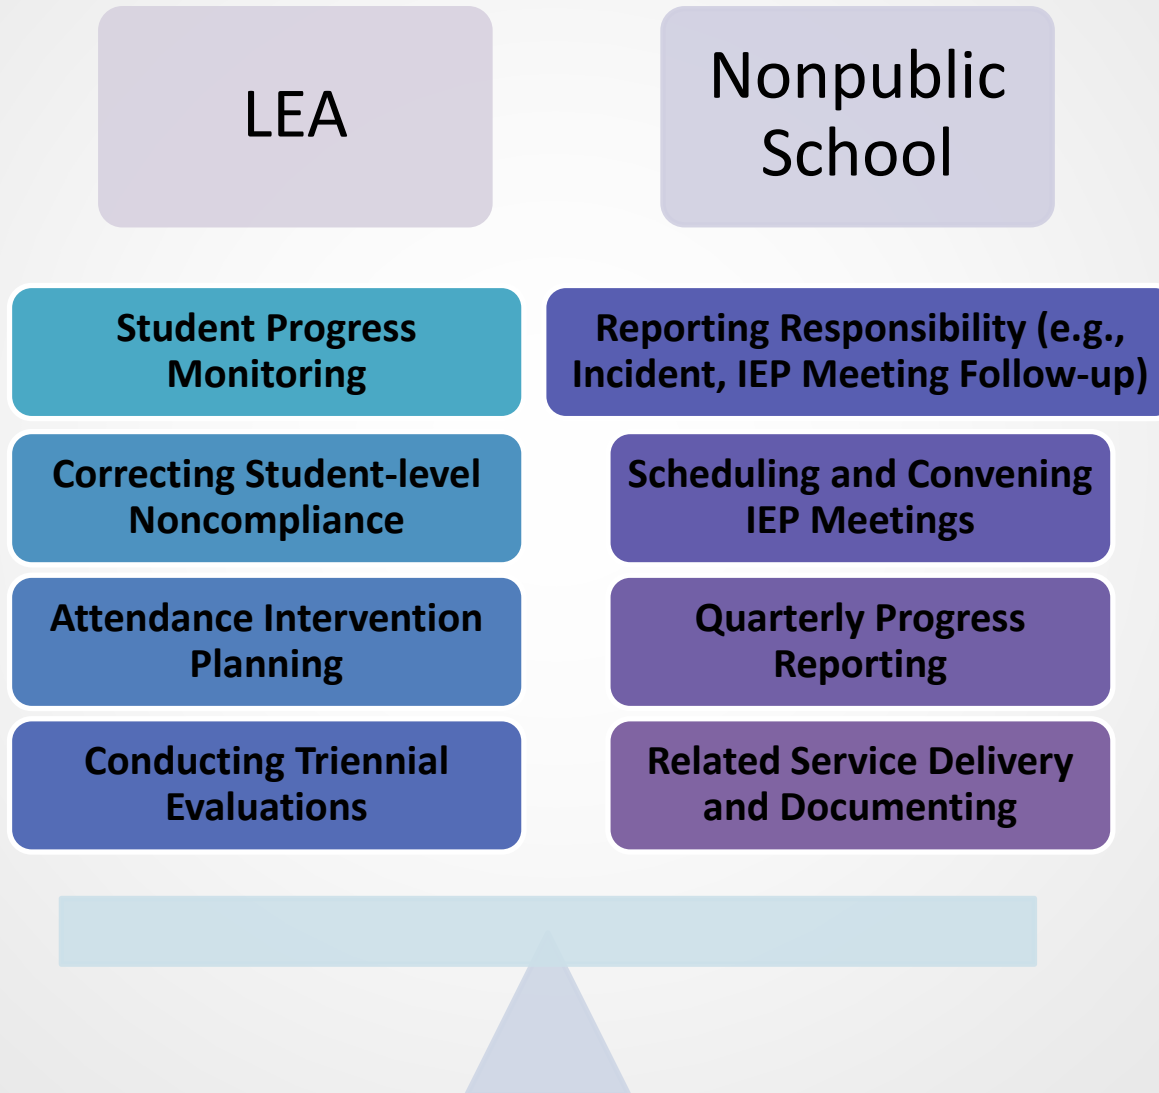 LEA
Nonpublic
School
Student Progress
Monitoring
Correcting Student-level
Noncompliance
Attendance Intervention
Planning
Conducting Triennial
Evaluations
Reporting Responsibility (e.g.,
Incident, IEP Meeting Follow-up)
Scheduling and Convening
IEP Meetings
Quarterly Progress
Reporting
Related Service Delivery
and Documenting